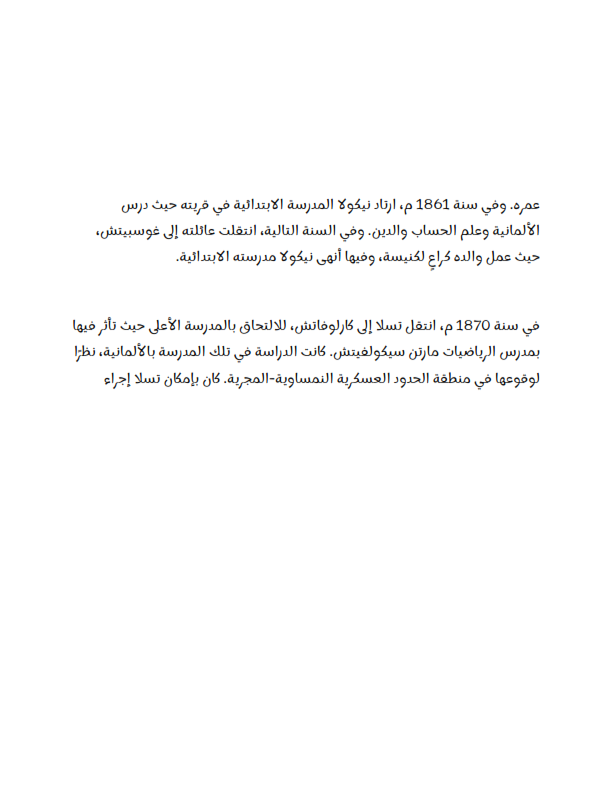 عمره. وفي سنة 1861 م، ارتاد نيكولا المدرسة الابتدائية في قريته حيث درس
الألمانية وعلم الحساب والدين. وفي السنة التالية، انتقلت عائلته إلى غوسبيتش،
حيث عمل والده كراعٍ لكنيسة، وفيها أنهى نيكولا مدرسته الابتدائية.
في سنة 1870 م، انتقل تسلا إلى كارلوفاتش، للالتحاق بالمدرسة الأعلى حيث تأثر فيها
بمدرس الرياضيات مارتن سيكولفيتش. كانت الدراسة في تلك المدرسة بالألمانية، نظرًا
لوقوعها في منطقة الحدود العسكرية النمساوية-المجرية. كان بإمكان تسلا إجراء